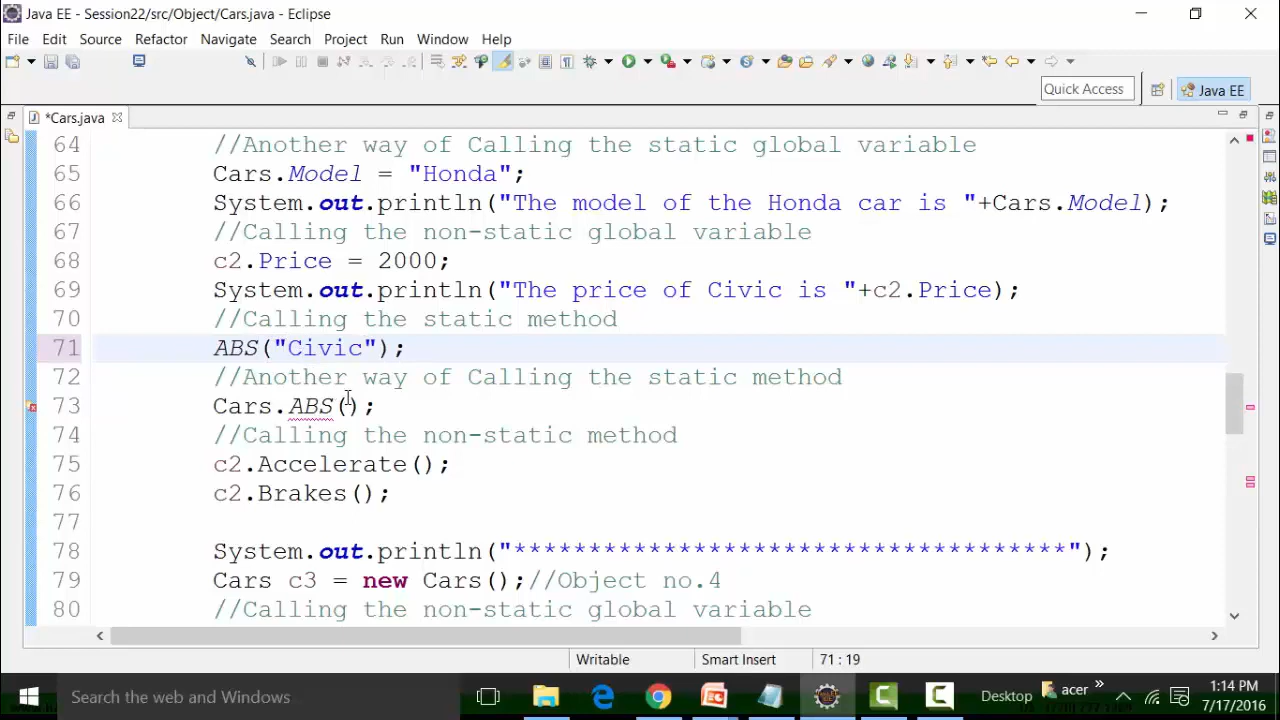 Java EE - Session22/src/Object/Cars.java - Eclipse
File Edit Source Refactor Navigate Search Project Run Window Help
Quick Access
Java EE
*Cars.java
64 //Another way of Calling the static global variable
65 Cars.Model = "Honda";
66 System.out.println("The model of the Honda car is "+Cars.Model);
67 //Calling the non-static global variable
68 c2.Price = 2000;
69 System.out.println("The price of Civic is "+c2.Price);
70 //Calling the static method
71 ABS("Civic");
72 //Another way of Calling the static method
73 Cars.ABS();
74 //Calling the non-static method
75 c2.Accelerate();
76 c2.Brakes();
77
78 System.out.println("*************************************");
79 Cars c3 = new Cars();//Object no.4
80 //Calling the non-static global variable
Writable Smart Insert 71 : 19
Search the web and Windows
Desktop
acer
1:14 PM
7/17/2016